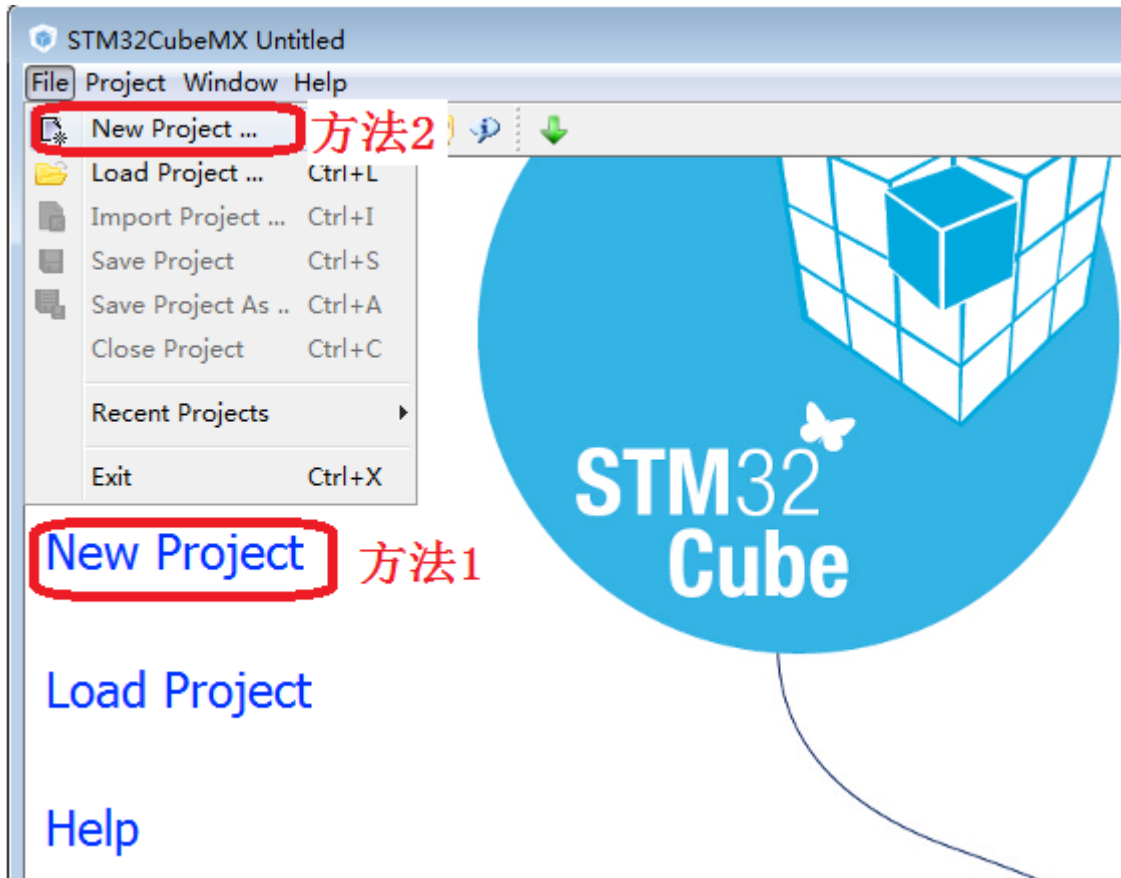 STM32CubeMX Untitled
File Project Window Help
New Project ... 方法2
Load Project ... Ctrl+L
Import Project ... Ctrl+I
Save Project Ctrl+S
Save Project As .. Ctrl+A
Close Project Ctrl+C
Recent Projects
Exit Ctrl+X
STM32
Cube
New Project 方法1
Load Project
Help